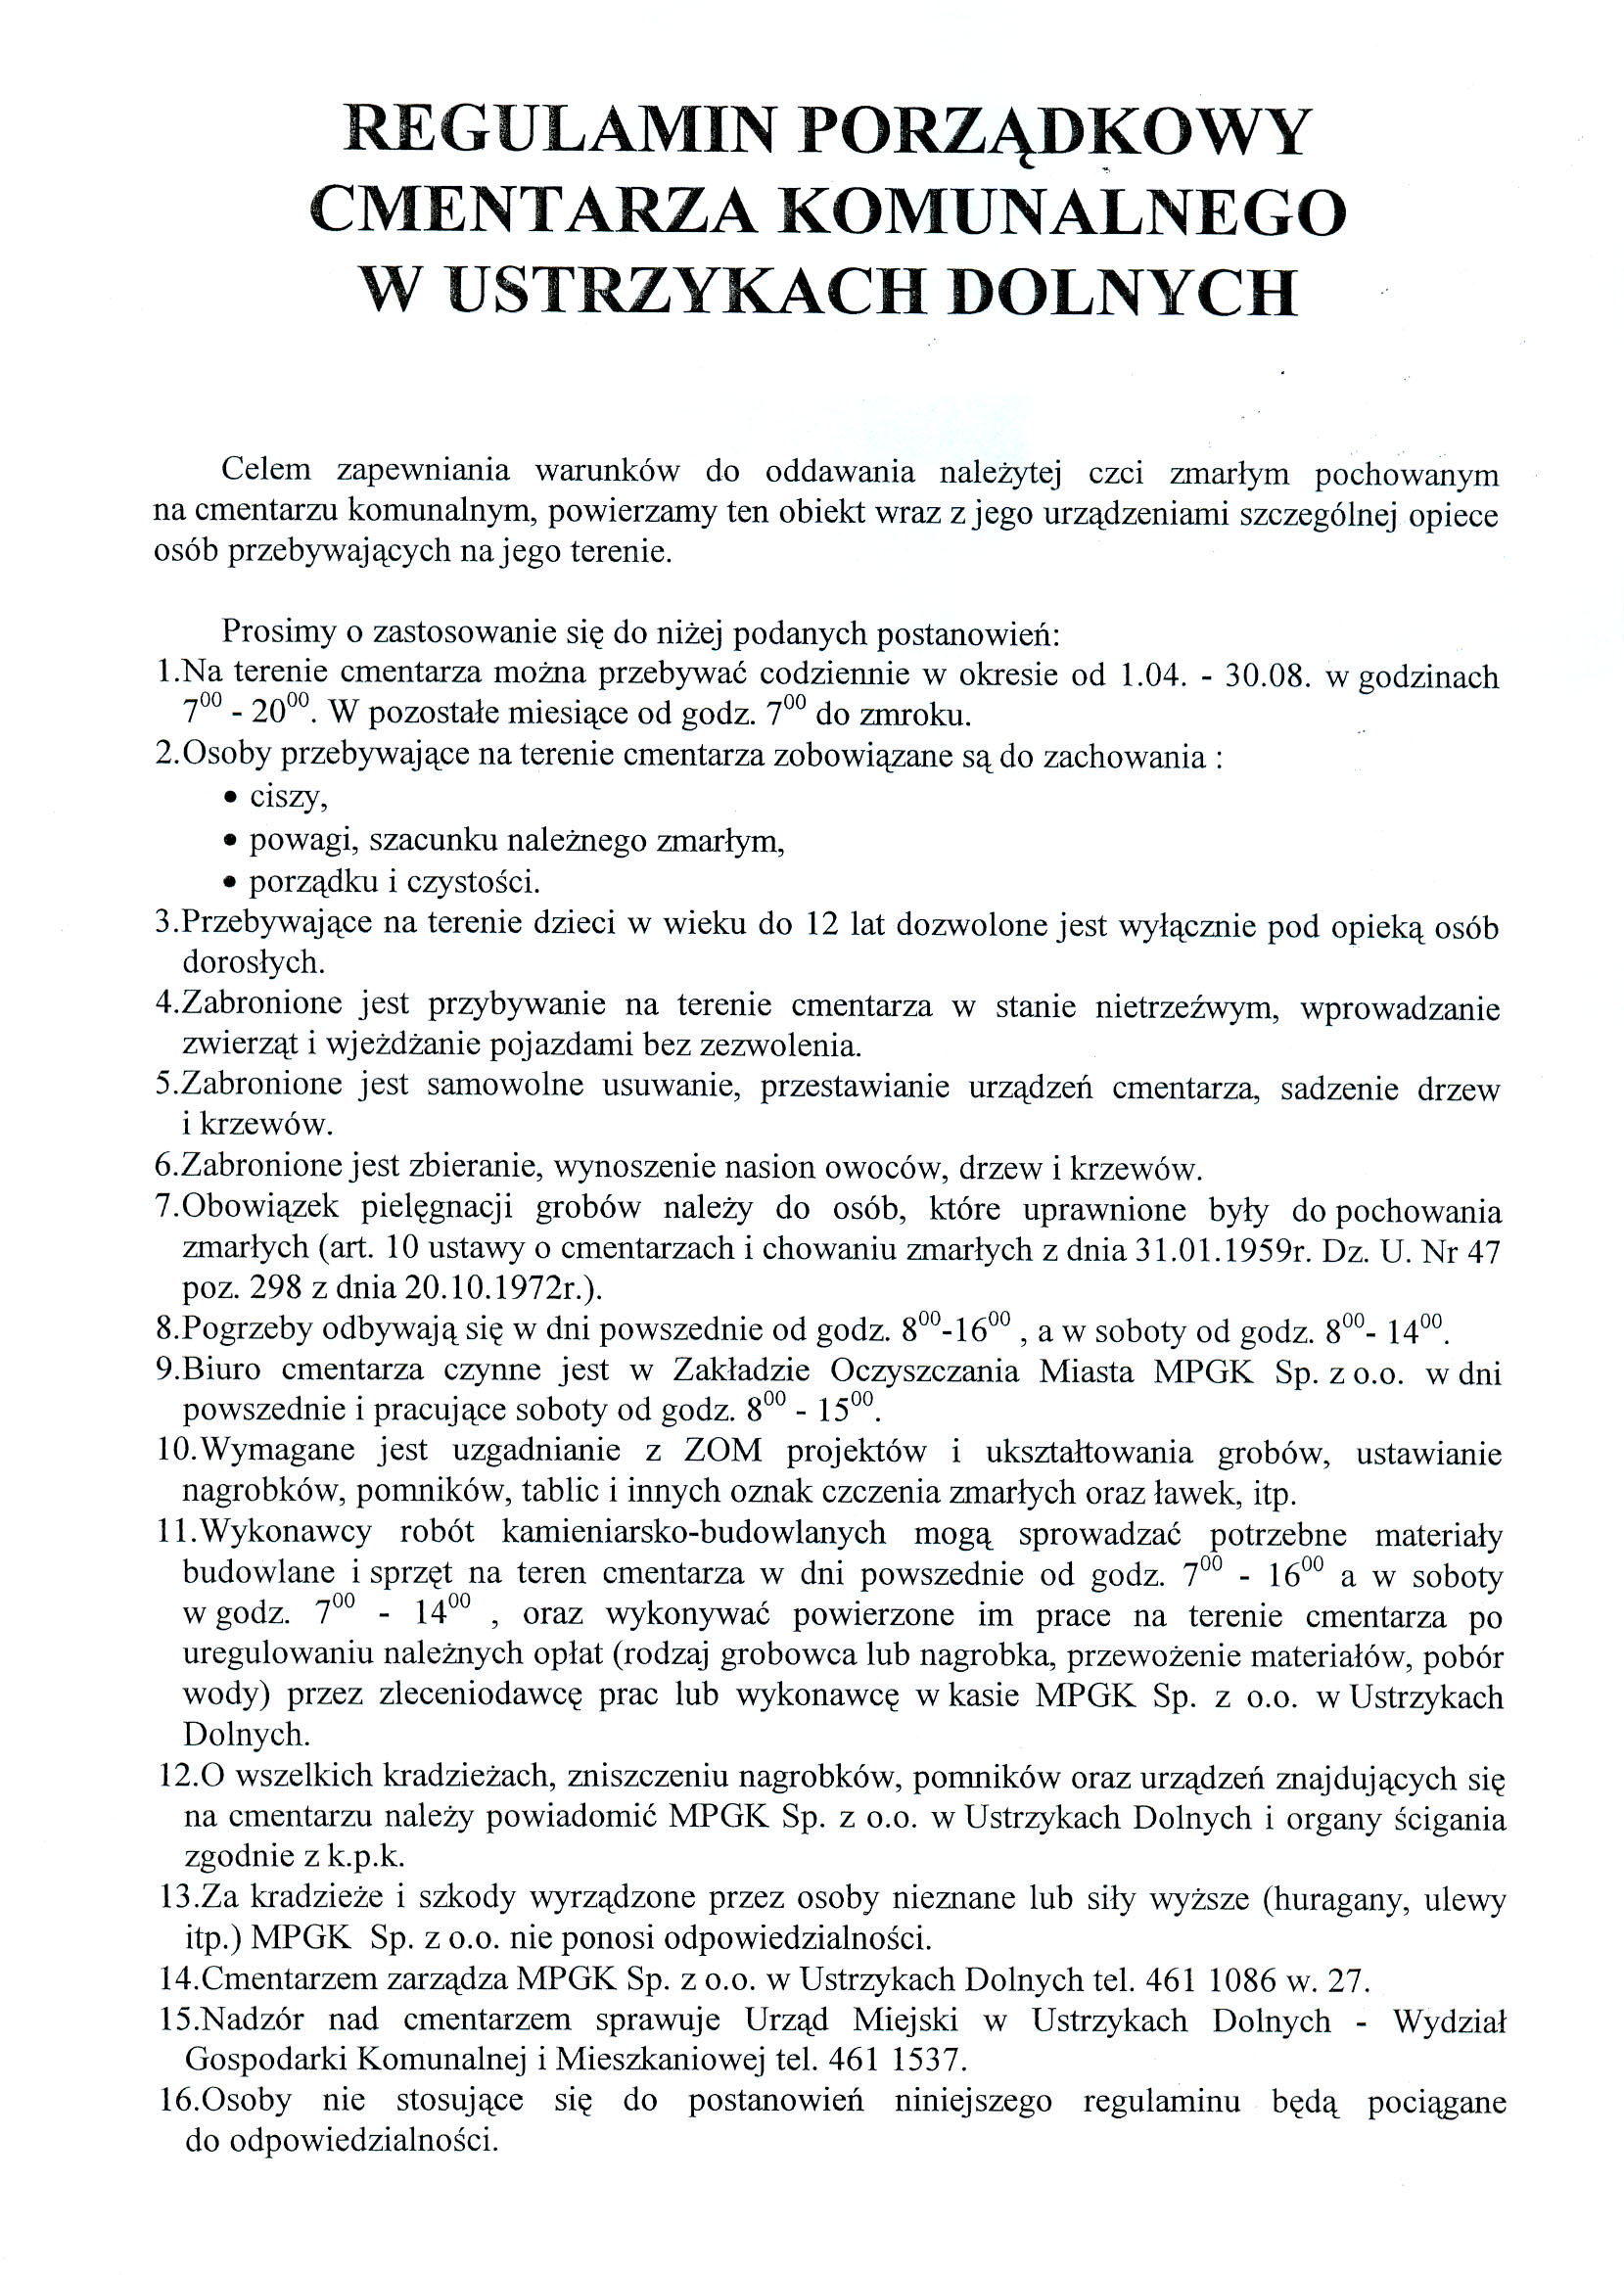 REGULAMIN PORZĄDKOWY
CMENTARZA KOMUNALNEGO
W USTRZYKACH DOLNYCH
Celem zapewniania warunków do oddawania należytej czci zmarłym pochowanym
na cmentarzu komunalnym, powierzamy ten obiekt wraz z jego urządzeniami szczególnej opiece
osób przebywających na jego terenie.
Prosimy o zastosowanie się do niżej podanych postanowień:
1.Na terenie cmentarza można przebywać codziennie w okresie od 1.04. - 30.08. w godzinach
7⁰⁰ - 20⁰⁰. W pozostałe miesiące od godz. 7⁰⁰ do zmroku.
2.Osoby przebywające na terenie cmentarza zobowiązane są do zachowania :
• ciszy,
• powagi, szacunku należnego zmarłym,
• porządku i czystości.
3.Przebywające na terenie dzieci w wieku do 12 lat dozwolone jest wyłącznie pod opieką osób
dorosłych.
4.Zabronione jest przybywanie na terenie cmentarza w stanie nietrzeźwym, wprowadzanie
zwierząt i wjeżdżanie pojazdami bez zezwolenia.
5.Zabronione jest samowolne usuwanie, przestawianie urządzeń cmentarza, sadzenie drzew
i krzewów.
6.Zabronione jest zbieranie, wynoszenie nasion owoców, drzew i krzewów.
7.Obowiązek pielęgnacji grobów należy do osób, które uprawnione były do pochowania
zmarłych (art. 10 ustawy o cmentarzach i chowaniu zmarłych z dnia 31.01.1959r. Dz. U. Nr 47
poz. 298 z dnia 20.10.1972r.).
8.Pogrzeby odbywają się w dni powszednie od godz. 8⁰⁰-16⁰⁰ , a w soboty od godz. 8⁰⁰- 14⁰⁰.
9.Biuro cmentarza czynne jest w Zakładzie Oczyszczania Miasta MPGK Sp. z o.o. w dni
powszednie i pracujące soboty od godz. 8⁰⁰ - 15⁰⁰.
10.Wymagane jest uzgadnianie z ZOM projektów i ukształtowania grobów, ustawianie
nagrobków, pomników, tablic i innych oznak czczenia zmarłych oraz ławek, itp.
11.Wykonawcy robót kamieniarsko-budowlanych mogą sprowadzać potrzebne materiały
budowlane i sprzęt na teren cmentarza w dni powszednie od godz. 7⁰⁰ - 16⁰⁰ a w soboty
w godz. 7⁰⁰ - 14⁰⁰ , oraz wykonywać powierzone im prace na terenie cmentarza po
uregulowaniu należnych opłat (rodzaj grobowca lub nagrobka, przewożenie materiałów, pobór
wody) przez zleceniodawcę prac lub wykonawcę w kasie MPGK Sp. z o.o. w Ustrzykach
Dolnych.
12.O wszelkich kradzieżach, zniszczeniu nagrobków, pomników oraz urządzeń znajdujących się
na cmentarzu należy powiadomić MPGK Sp. z o.o. w Ustrzykach Dolnych i organy ścigania
zgodnie z k.p.k.
13.Za kradzieże i szkody wyrządzone przez osoby nieznane lub siły wyższe (huragany, ulewy
itp.) MPGK Sp. z o.o. nie ponosi odpowiedzialności.
14.Cmentarzem zarządza MPGK Sp. z o.o. w Ustrzykach Dolnych tel. 461 1086 w. 27.
15.Nadzór nad cmentarzem sprawuje Urząd Miejski w Ustrzykach Dolnych - Wydział
Gospodarki Komunalnej i Mieszkaniowej tel. 461 1537.
16.Osoby nie stosujące się do postanowień niniejszego regulaminu będą pociągane
do odpowiedzialności.